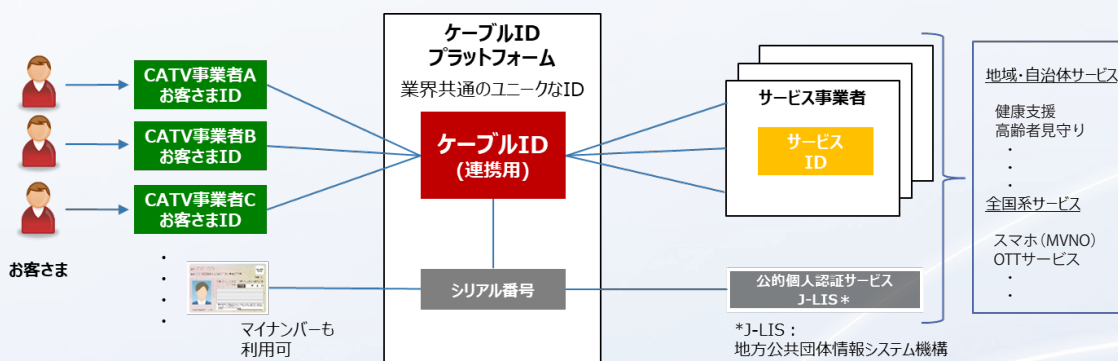 ケーブルID
プラットフォーム
業界共通のユニークなID
CATV事業者A
お客さまID
CATV事業者B
お客さまID
CATV事業者C
お客さまID
お客さま
・
・
・
・
マイナンバーも
利用可
ケーブルID
(連携用)
シリアル番号
サービス事業者
サービス
ID
公的個人認証サービス
J-LIS*
*J-LIS：
地方公共団体情報システム機構
地域・自治体サービス
健康支援
高齢者見守り
・
・
・
全国系サービス
スマホ(MVNO)
OTTサービス
・
・